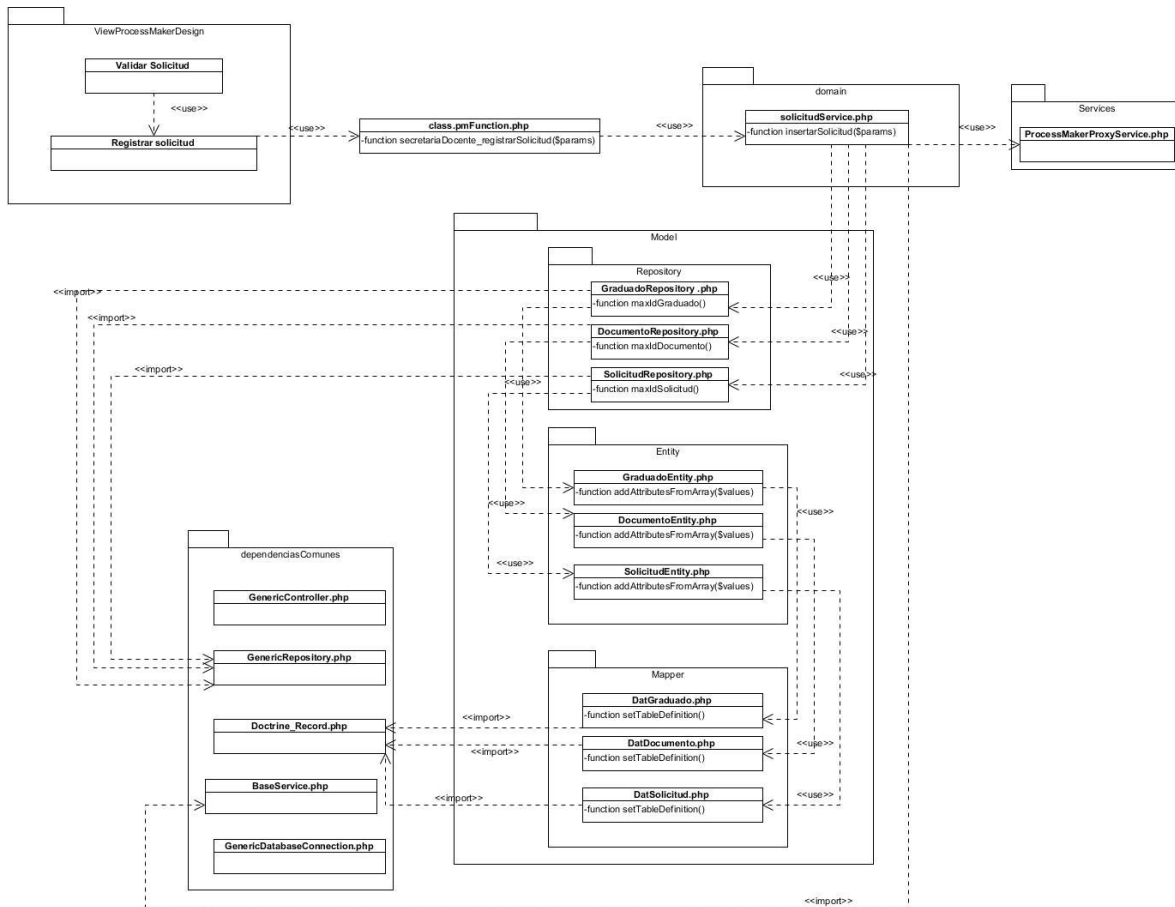 ViewProcessMakerDesign
Validar Solicitud
<<use>>
Registrar solicitud
<<use>>
class.pmFunction.php
-function secretariaDocente_registrarSolicitud($params)
<<use>>
domain
solicitudService.php
-function insertarSolicitud($params)
<<use>>
Services
ProcessMakerProxyService.php
Model
Repository
<<use>>
<<import>>
GraduadoRepository .php
-function maxIdGraduado()
<<import>>
DocumentoRepository.php
-function maxIdDocumento()
<<use>>
<<import>>
SolicitudRepository.php
-function maxIdSolicitud()
<<use>>
<<use>>
Entity
GraduadoEntity.php
-function addAttributesFromArray($values)
<<use>>
<<use>>
DocumentoEntity.php
-function addAttributesFromArray($values)
<<use>>
SolicitudEntity.php
-function addAttributesFromArray($values)
dependenciasComunes
GenericController.php
GenericRepository.php
Doctrine_Record.php
BaseService.php
GenericDatabaseConnection.php
Mapper
DatGraduado.php
-function setTableDefinition()
<<import>>
DatDocumento.php
-function setTableDefinition()
<<import>>
<<use>>
DatSolicitud.php
-function setTableDefinition()
<<import>>
<<use>>
<<import>>